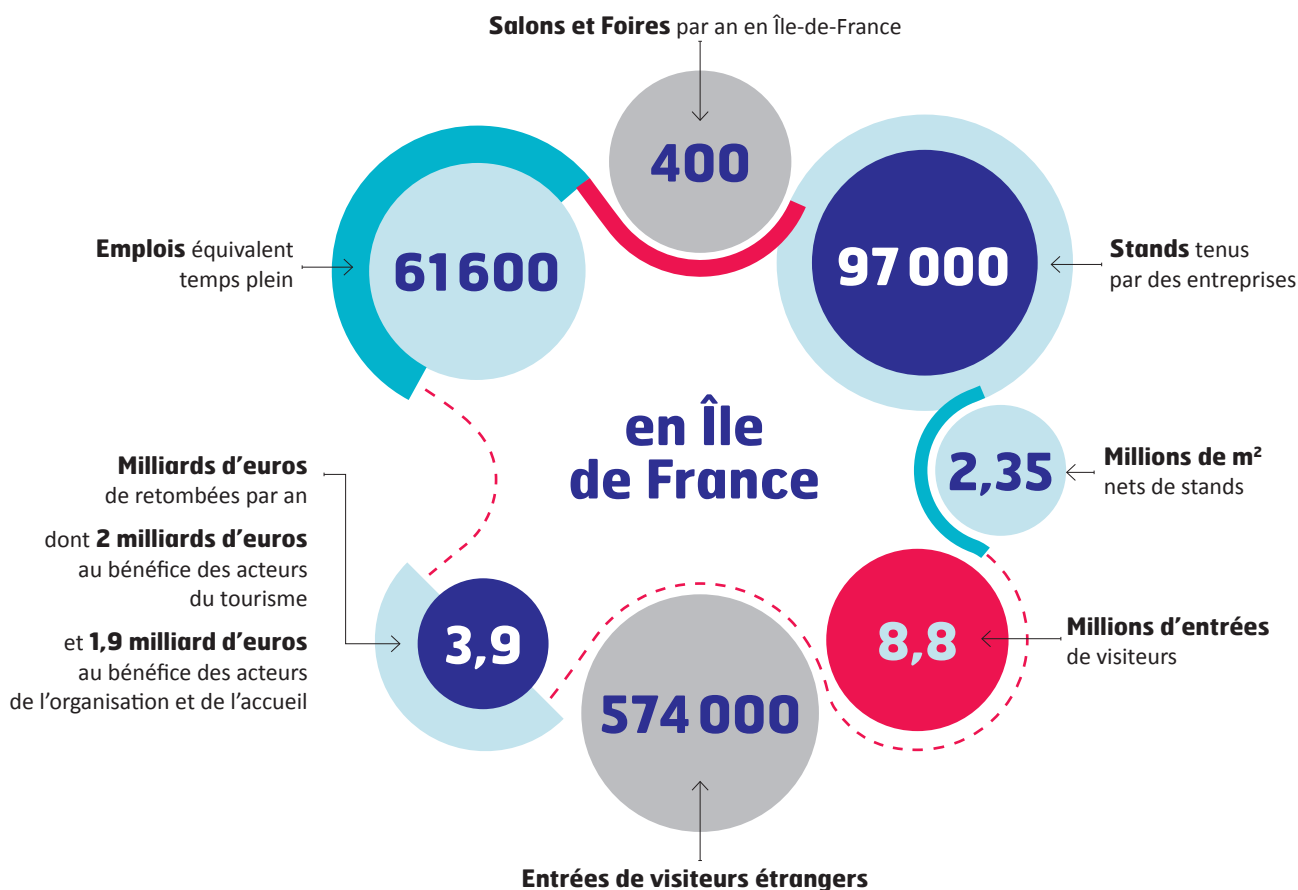 Salons et Foires par an en Île-de-France
400
97 000
Stands tenus
par des entreprises
Emplois équivalent
temps plein
61 600
en Île
de France
2,35
Millions de m²
nets de stands
Milliards d'euros
de retombées par an
dont 2 milliards d'euros
au bénéfice des acteurs
du tourisme
et 1,9 milliard d'euros
au bénéfice des acteurs
de l'organisation et de l'accueil
3,9
8,8
Millions d'entrées
de visiteurs
574 000
Entrées de visiteurs étrangers